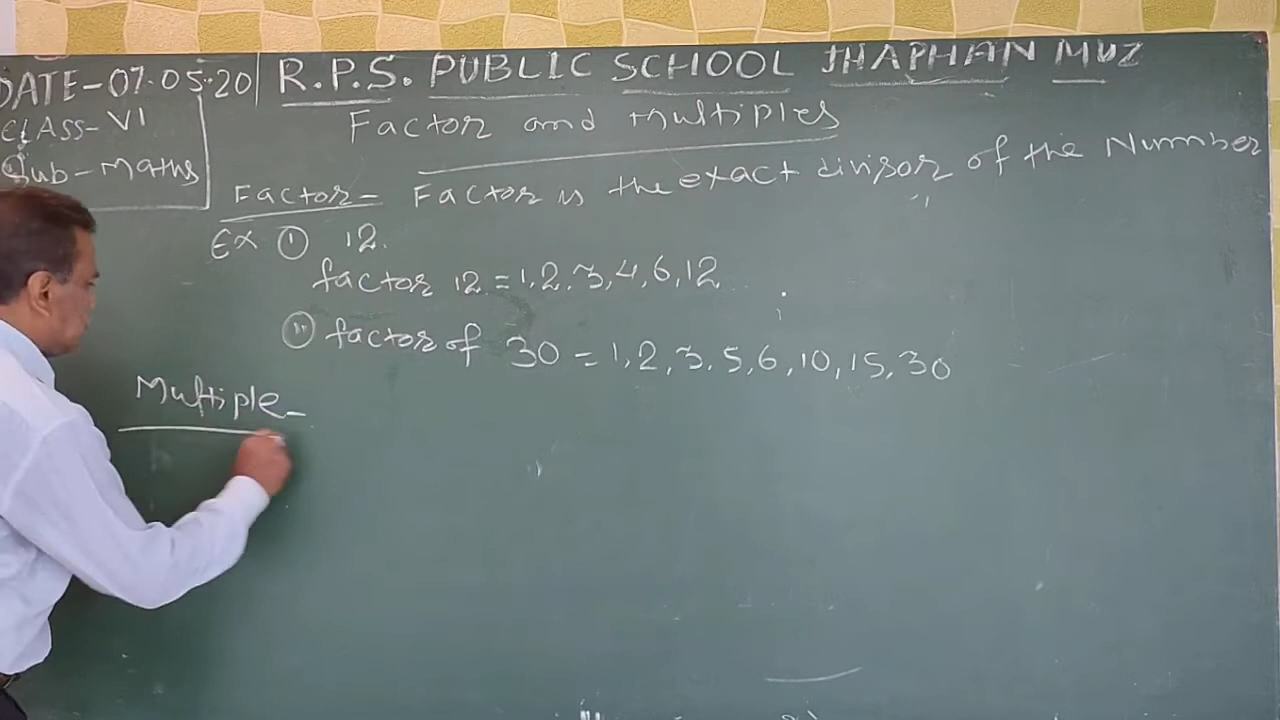 DATE-07.05.20
R.P.S. PUBLIC SCHOOL JHAPHAN MUZ
CLASS-VI
Sub-Maths
Factor and Multiples
Factor- Factor is the exact divisor of the Number
Ex (i) 12.
factor 12 = 1,2,3,4,6,12
(ii) factor of 30 = 1,2,3,5,6,10,15,30
Multiple-